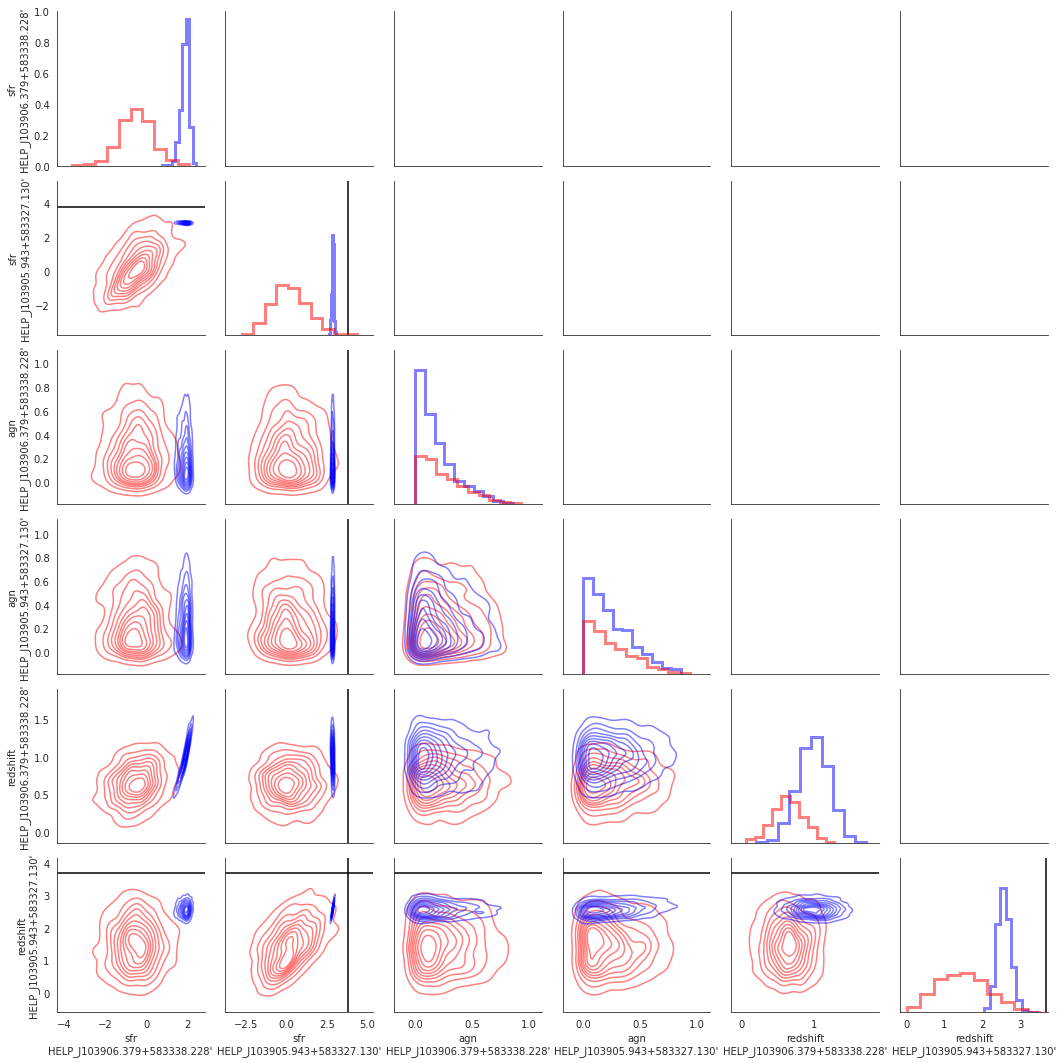 1.0
0.8
0.6
0.4
0.2
0.0
sfr
HELP_J103906.379+583338.228'
4
2
0
−2
sfr
HELP_J103905.943+583327.130'
1.0
0.8
0.6
0.4
0.2
0.0
agn
HELP_J103906.379+583338.228'
1.0
0.8
0.6
0.4
0.2
0.0
agn
HELP_J103905.943+583327.130'
1.5
1.0
0.5
0.0
redshift
HELP_J103906.379+583338.228'
4
3
2
1
0
redshift
HELP_J103905.943+583327.130'
−4 −2 0 2
−2.5 0.0 2.5 5.0
0.0 0.5 1.0
0.0 0.5 1.0
0 1
0 1 2 3
sfr
HELP_J103906.379+583338.228'
sfr
HELP_J103905.943+583327.130'
agn
HELP_J103906.379+583338.228'
agn
HELP_J103905.943+583327.130'
redshift
HELP_J103906.379+583338.228'
redshift
HELP_J103905.943+583327.130'